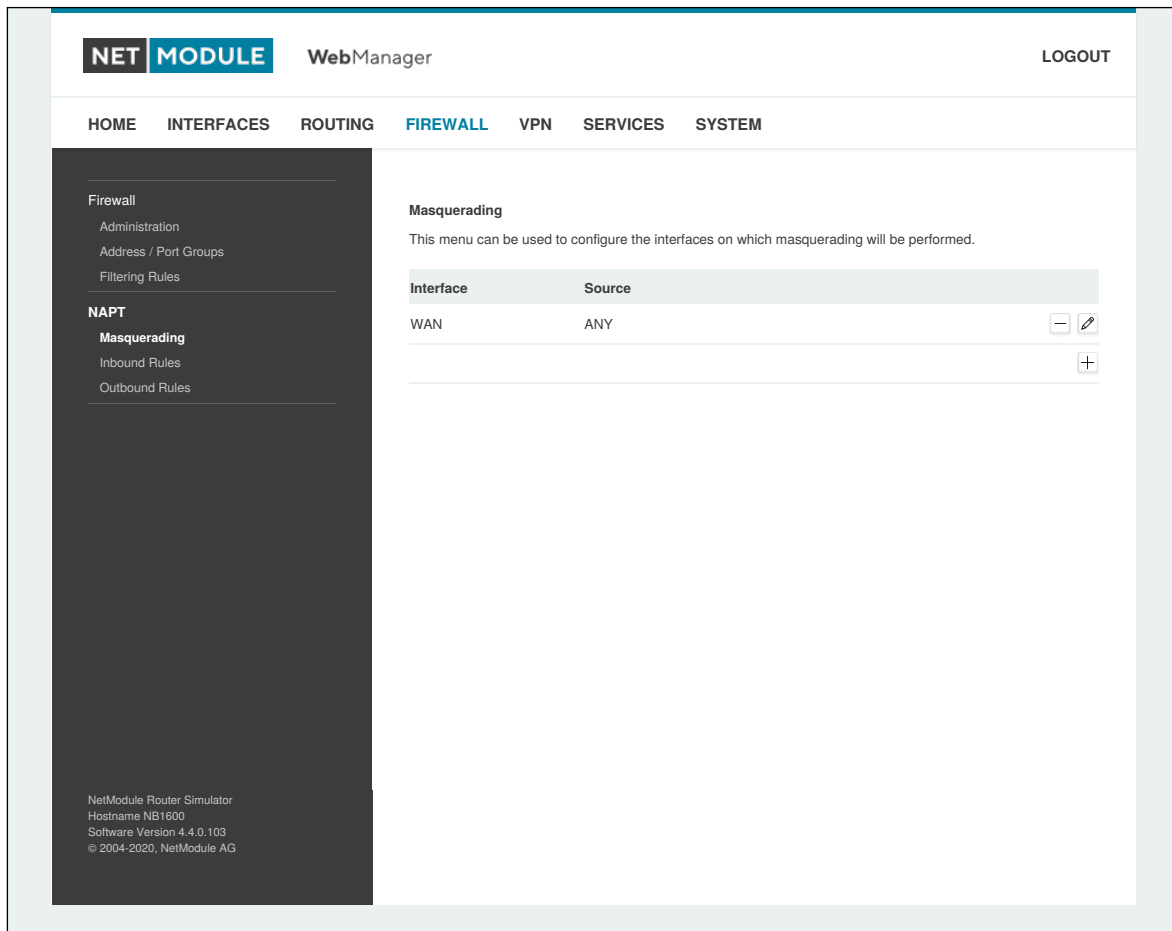 NET MODULE WebManager LOGOUT
HOME INTERFACES ROUTING FIREWALL VPN SERVICES SYSTEM
Firewall
Administration
Address / Port Groups
Filtering Rules
NAPT
Masquerading
Inbound Rules
Outbound Rules
Masquerading
This menu can be used to configure the interfaces on which masquerading will be performed.
Interface Source
WAN ANY
NetModule Router Simulator
Hostname NB1600
Software Version 4.4.0.103
© 2004-2020, NetModule AG